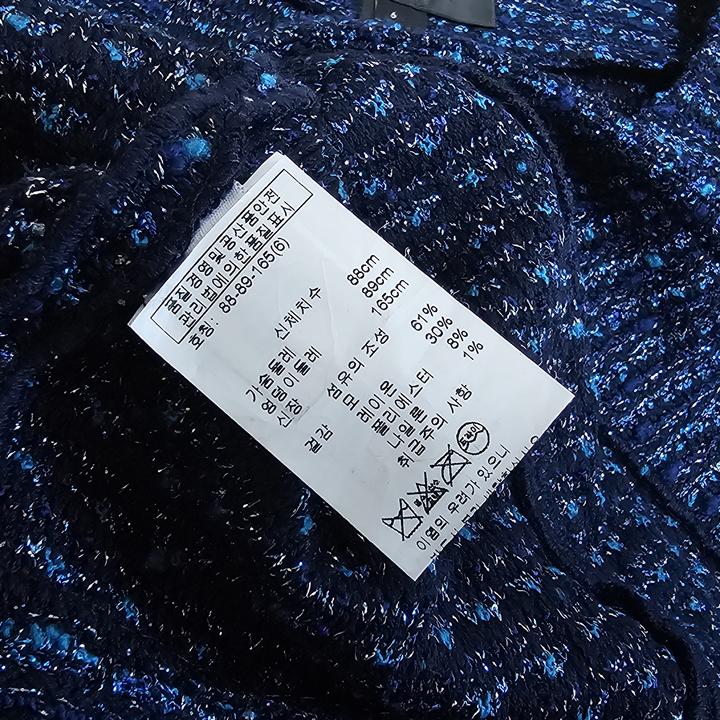 6
품질경영 및 공산품안전
관리법에 의한 품질표시
호칭: 88-89-165(6)
신체치수
가슴둘레 88cm
엉덩이둘레 89cm
신장 165cm
겉감 섬유의 조성
모 61%
레이온 30%
폴리에스터 8%
나일론 1%
취급주의 사항
드라이
이염의 우려가 있으니